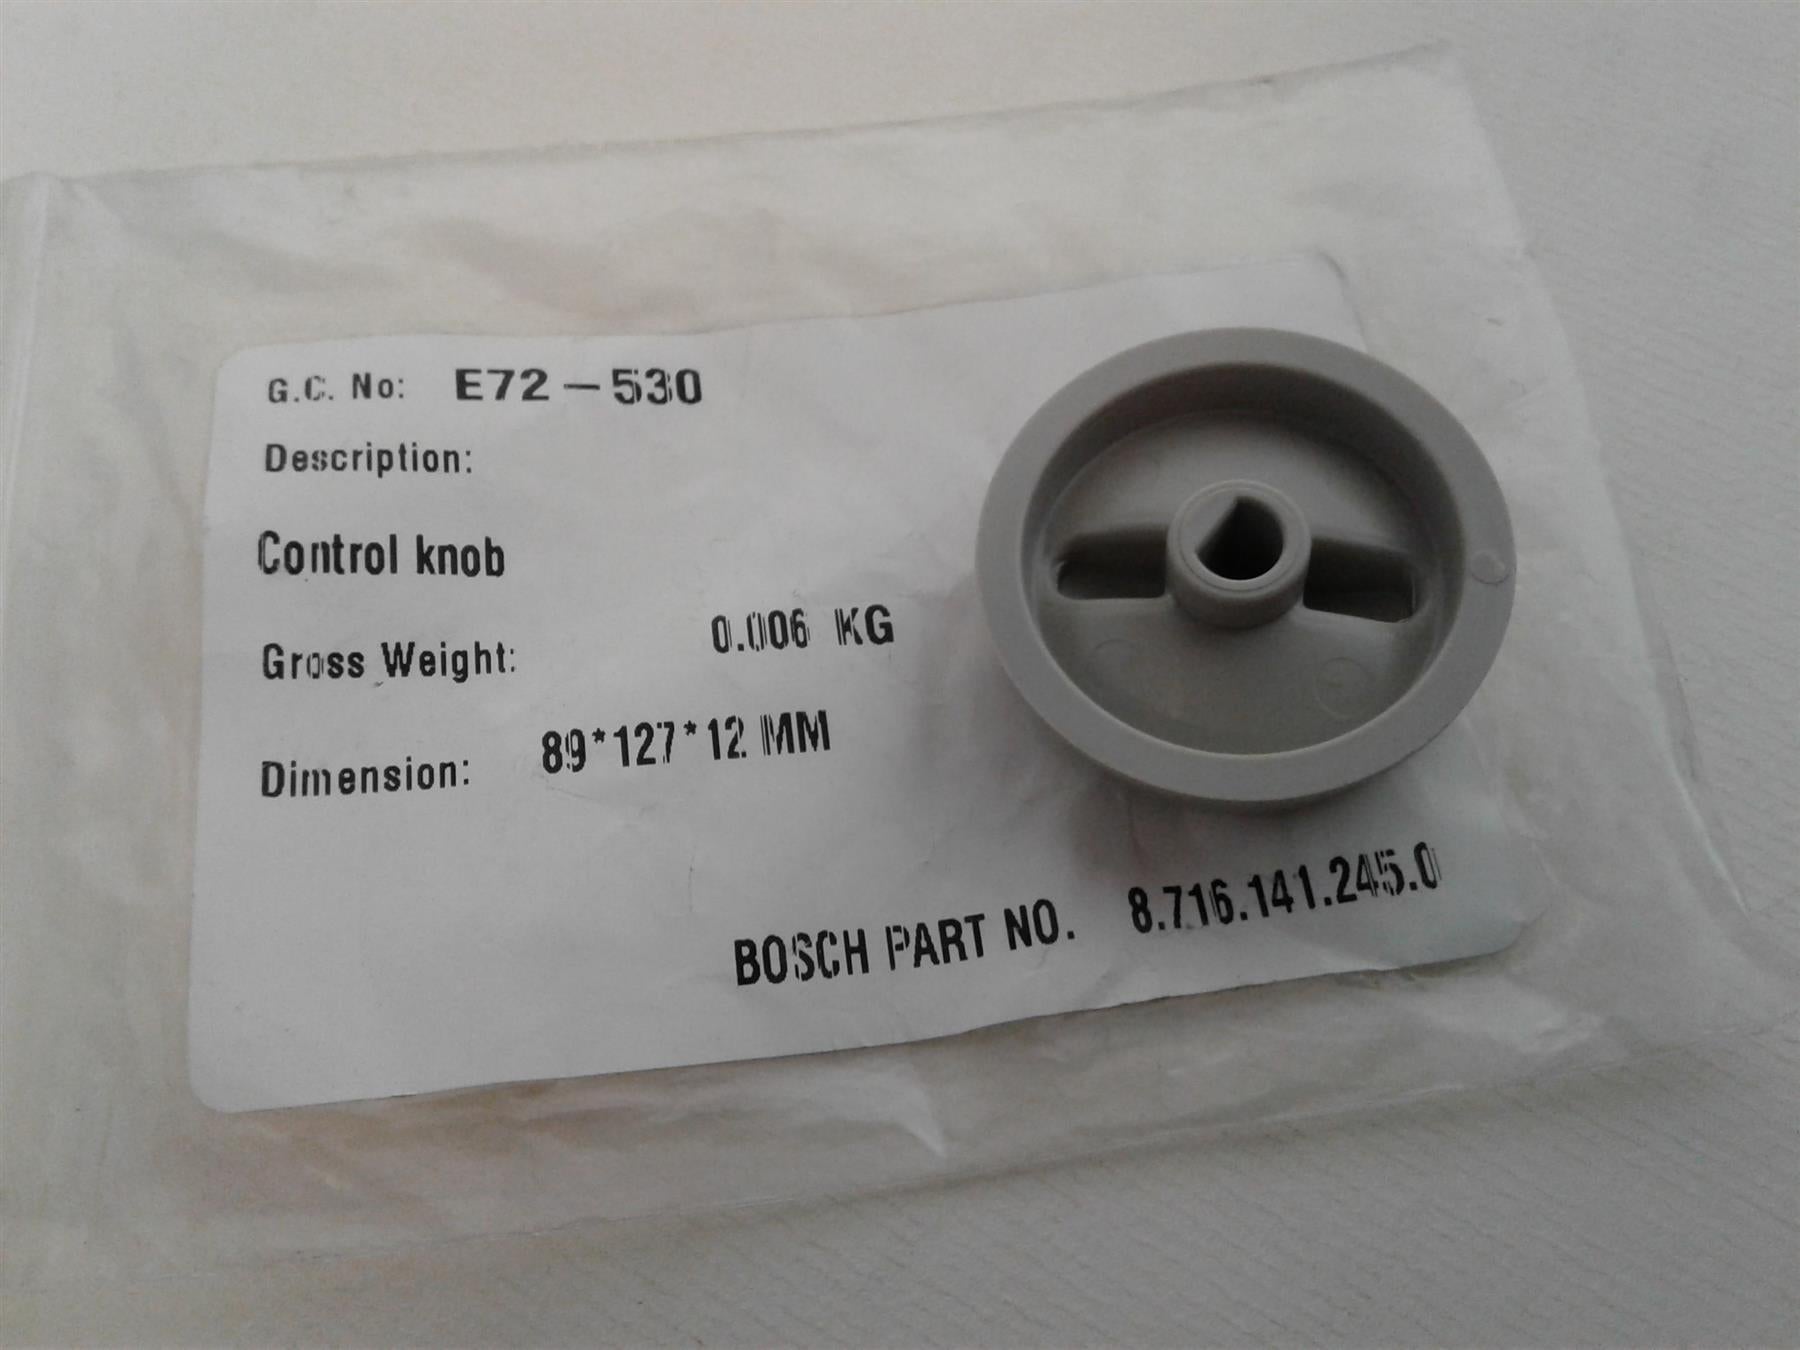 G.C. No: E72-530
Description:
Control knob
Gross Weight: 0.006 KG
Dimension: 89*127*12 MM
BOSCH PART NO. 8.716.141.245.0